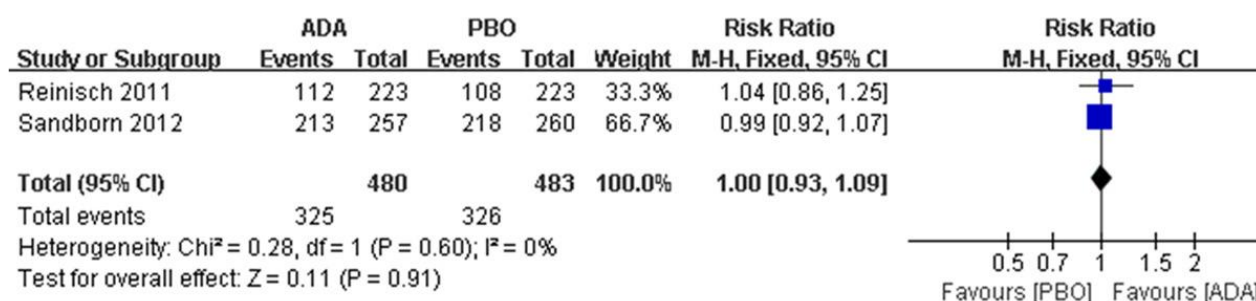 ADA PBO Risk Ratio Risk Ratio
Study or Subgroup Events Total Events Total Weight M-H, Fixed, 95% CI M-H, Fixed, 95% CI
Reinisch 2011 112 223 108 223 33.3% 1.04 [0.86, 1.25]
Sandborn 2012 213 257 218 260 66.7% 0.99 [0.92, 1.07]
Total (95% CI) 480 483 100.0% 1.00 [0.93, 1.09]
Total events 325 326
Heterogeneity: Chi² = 0.28, df = 1 (P = 0.60); I² = 0%
Test for overall effect: Z = 0.11 (P = 0.91)
0.5 0.7 1 1.5 2
Favours [PBO] Favours [ADA]